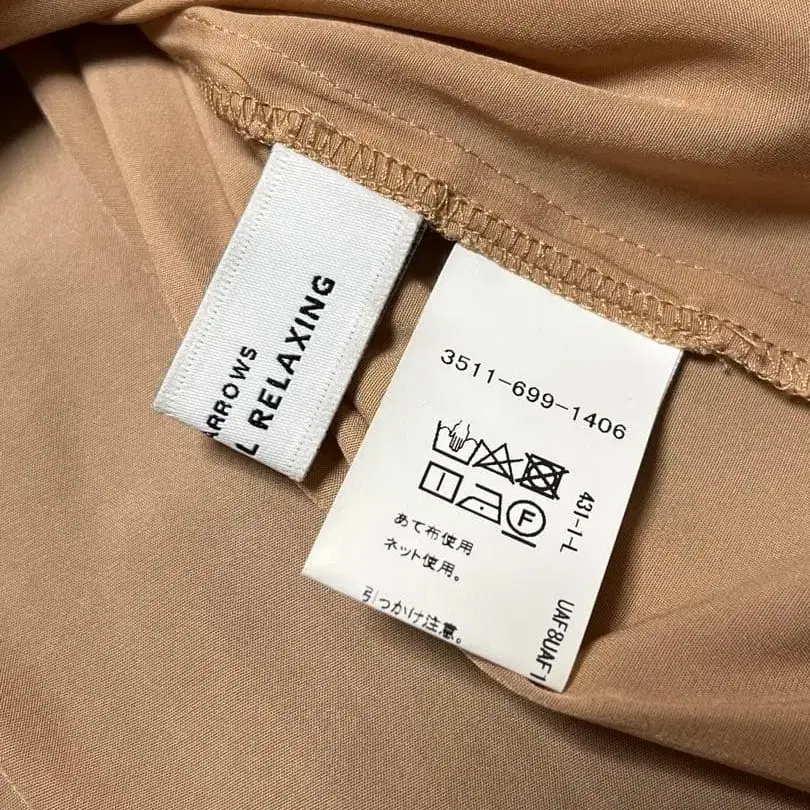 ARROWS
L RELAXING
3511-699-1406
F
あて布使用
ネット使用。
引っかけ注意。
431-1-L
UAF8UAF1